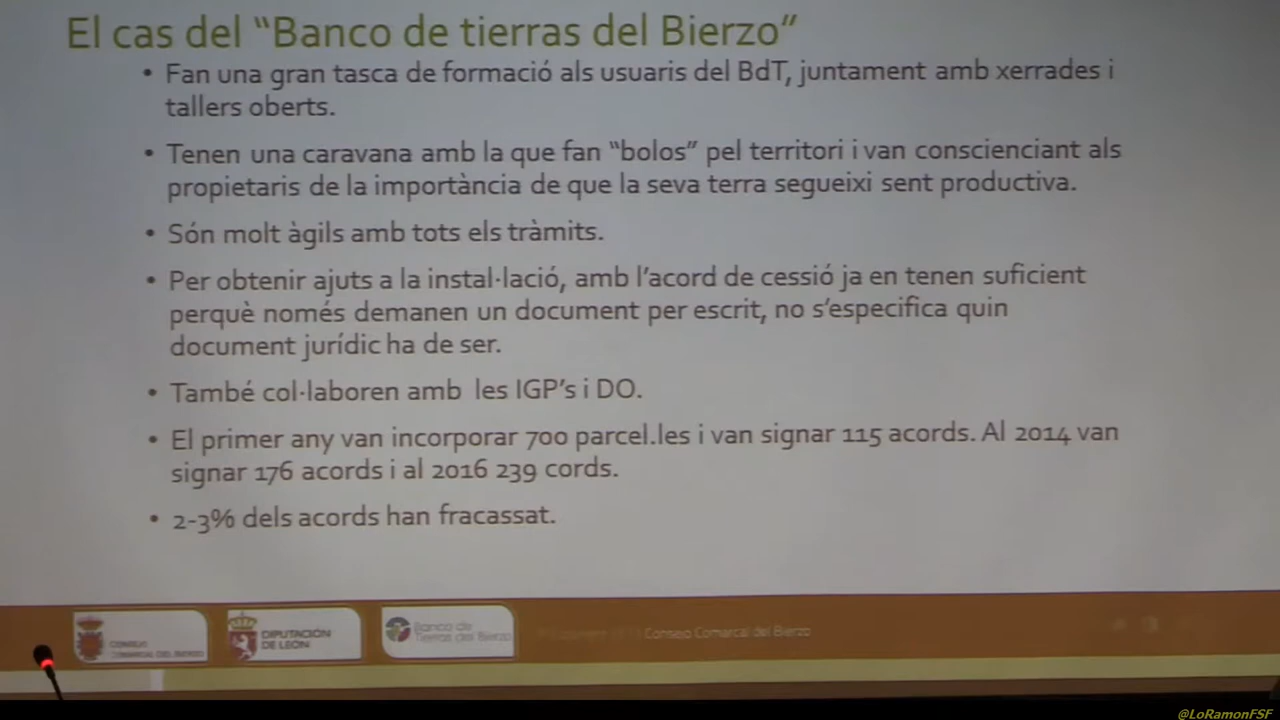 El cas del “Banco de tierras del Bierzo”
• Fan una gran tasca de formació als usuaris del BdT, juntament amb xerrades i
tallers oberts.
• Tenen una caravana amb la que fan “bolos” pel territori i van conscienciant als
propietaris de la importància de que la seva terra segueixi sent productiva.
• Són molt àgils amb tots els tràmits.
• Per obtenir ajuts a la instal·lació, amb l’acord de cessió ja en tenen suficient
perquè només demanen un document per escrit, no s’especifica quin
document jurídic ha de ser.
• També col·laboren amb les IGP’s i DO.
• El primer any van incorporar 700 parcel.les i van signar 115 acords. Al 2014 van
signar 176 acords i al 2016 239 cords.
• 2-3% dels acords han fracassat.
CONSEJO
COMARCAL DEL BIERZO
DIPUTACIÓN
DE LEÓN
Banco de
Tierras del Bierzo
Consejo Comarcal del Bierzo
@LoRamonFSF